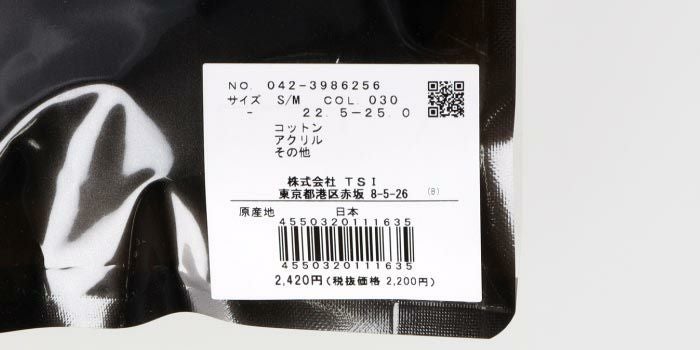 NO. 042-3986256
サイズ S/M COL. 030
- 22.5-25.0
コットン
アクリル
その他
株式会社 TSI
東京都港区赤坂 8-5-26 (B)
原産地 日本
4550320111635
4550320111635
2,420円(税抜価格 2,200円)